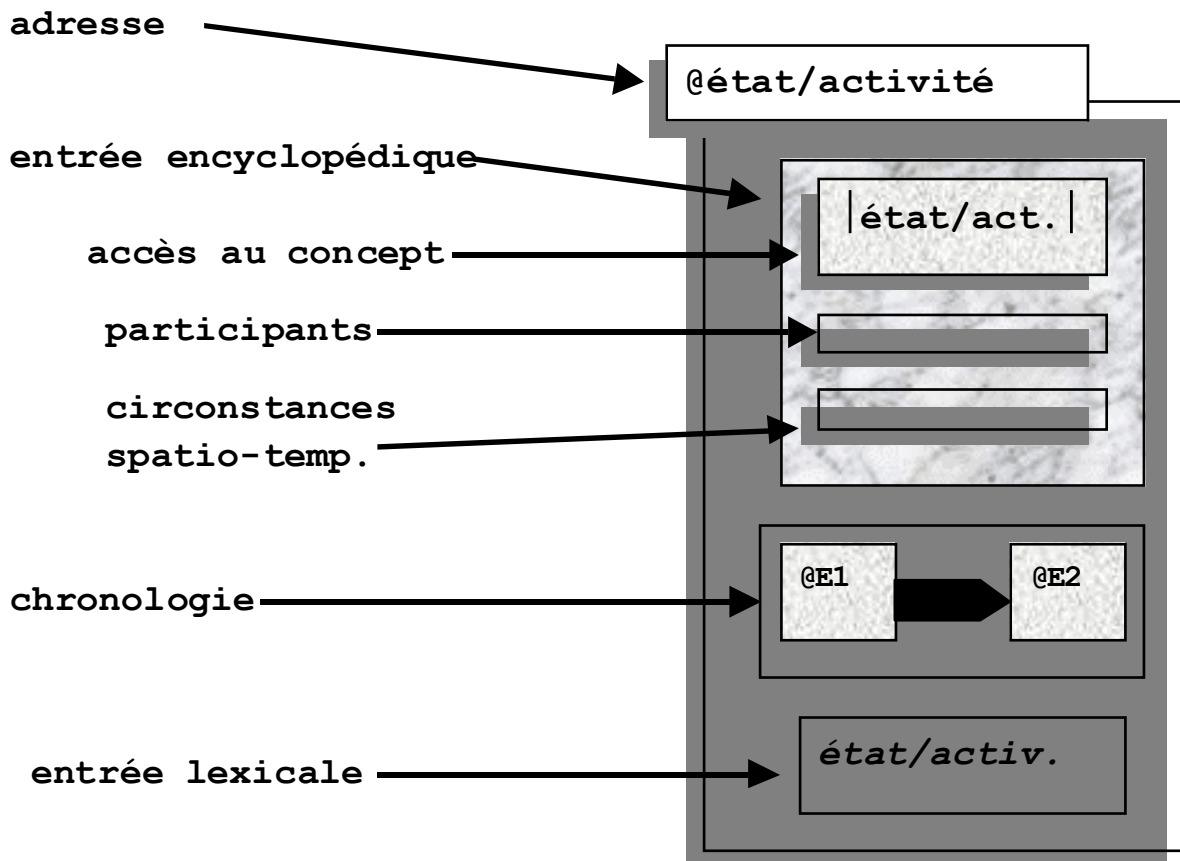 adresse
@état/activité
entrée encyclopédique
|état/act.|
accès au concept
participants
circonstances
spatio-temp.
@E1
@E2
chronologie
état/activ.
entrée lexicale